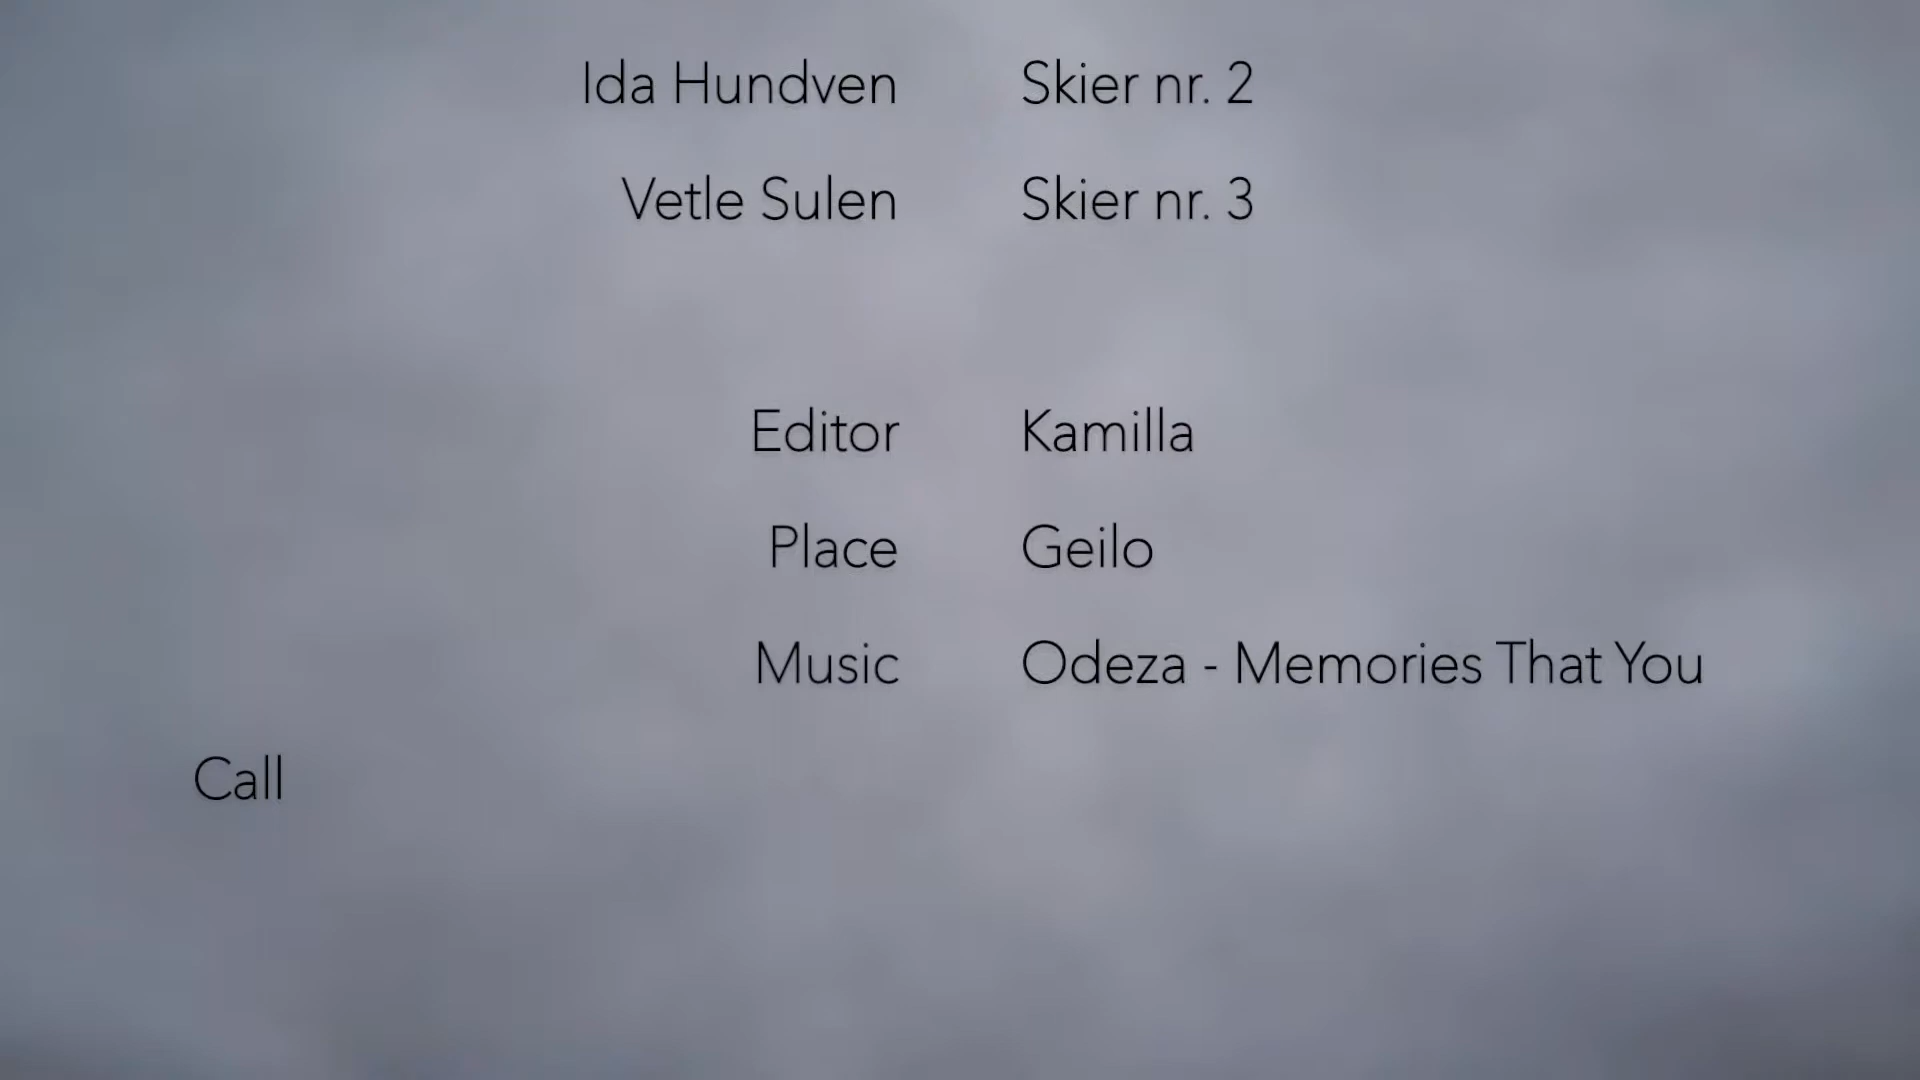 Ida Hundven Skier nr. 2
Vetle Sulen Skier nr. 3
Editor Kamilla
Place Geilo
Music Odeza - Memories That You
Call